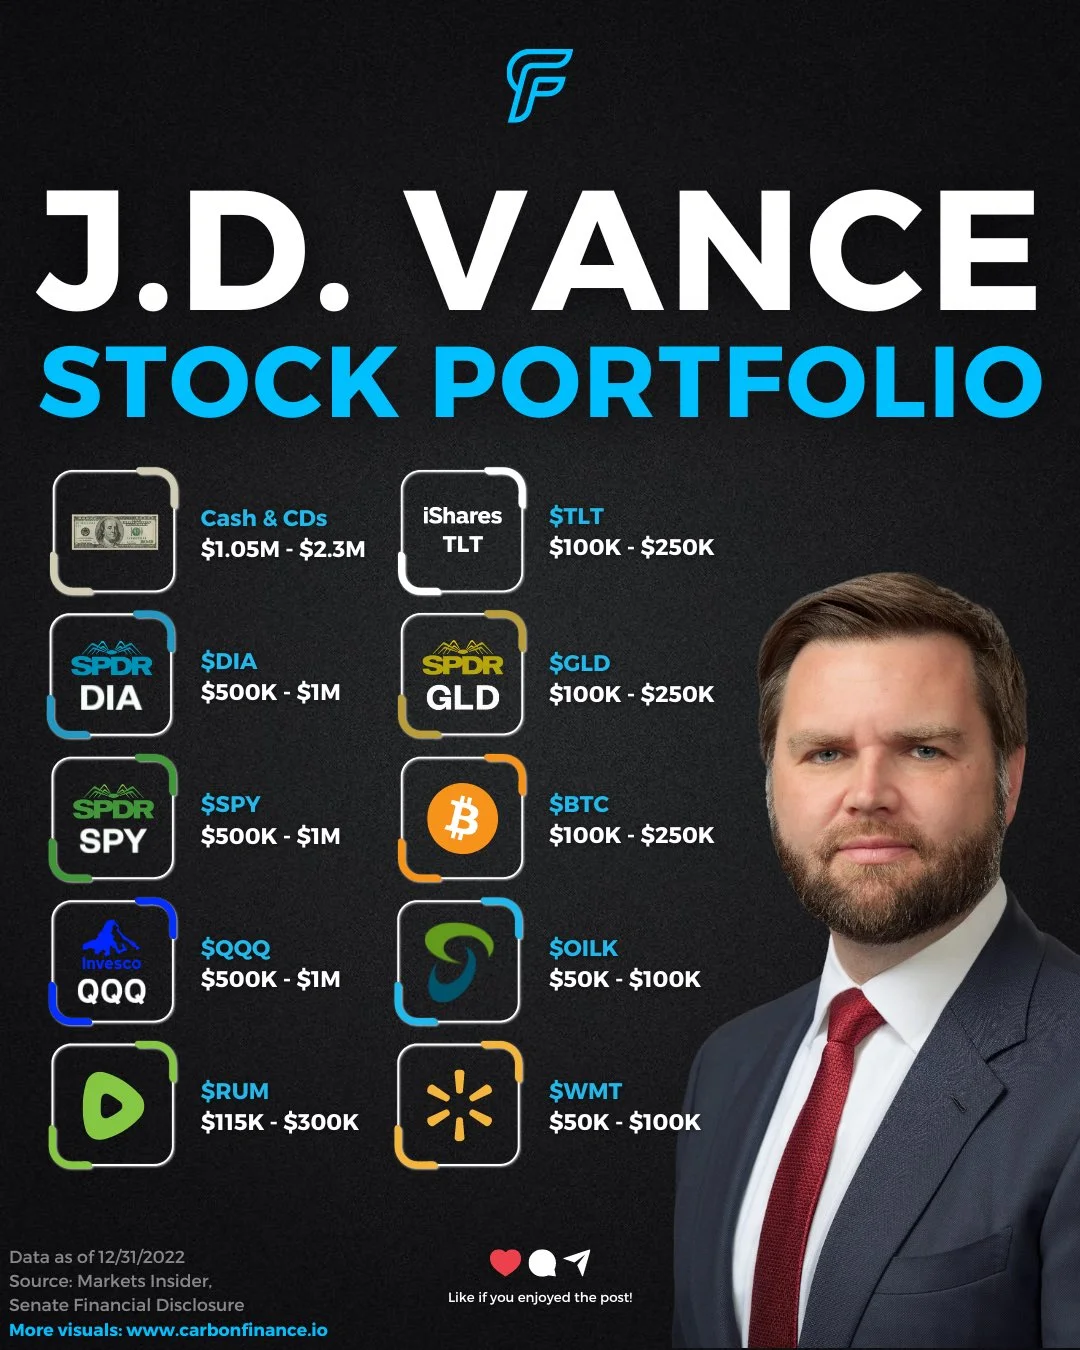 J.D. VANCE
STOCK PORTFOLIO
Cash & CDs
$1.05M - $2.3M
SPDR
DIA
$DIA
$500K - $1M
SPDR
SPY
$SPY
$500K - $1M
Invesco
QQQ
$QQQ
$500K - $1M
$RUM
$115K - $300K
iShares
TLT
$TLT
$100K - $250K
SPDR
GLD
$GLD
$100K - $250K
$BTC
$100K - $250K
$OILK
$50K - $100K
$WMT
$50K - $100K
Data as of 12/31/2022
Source: Markets Insider,
Senate Financial Disclosure
More visuals: www.carbonfinance.io
Like if you enjoyed the post!